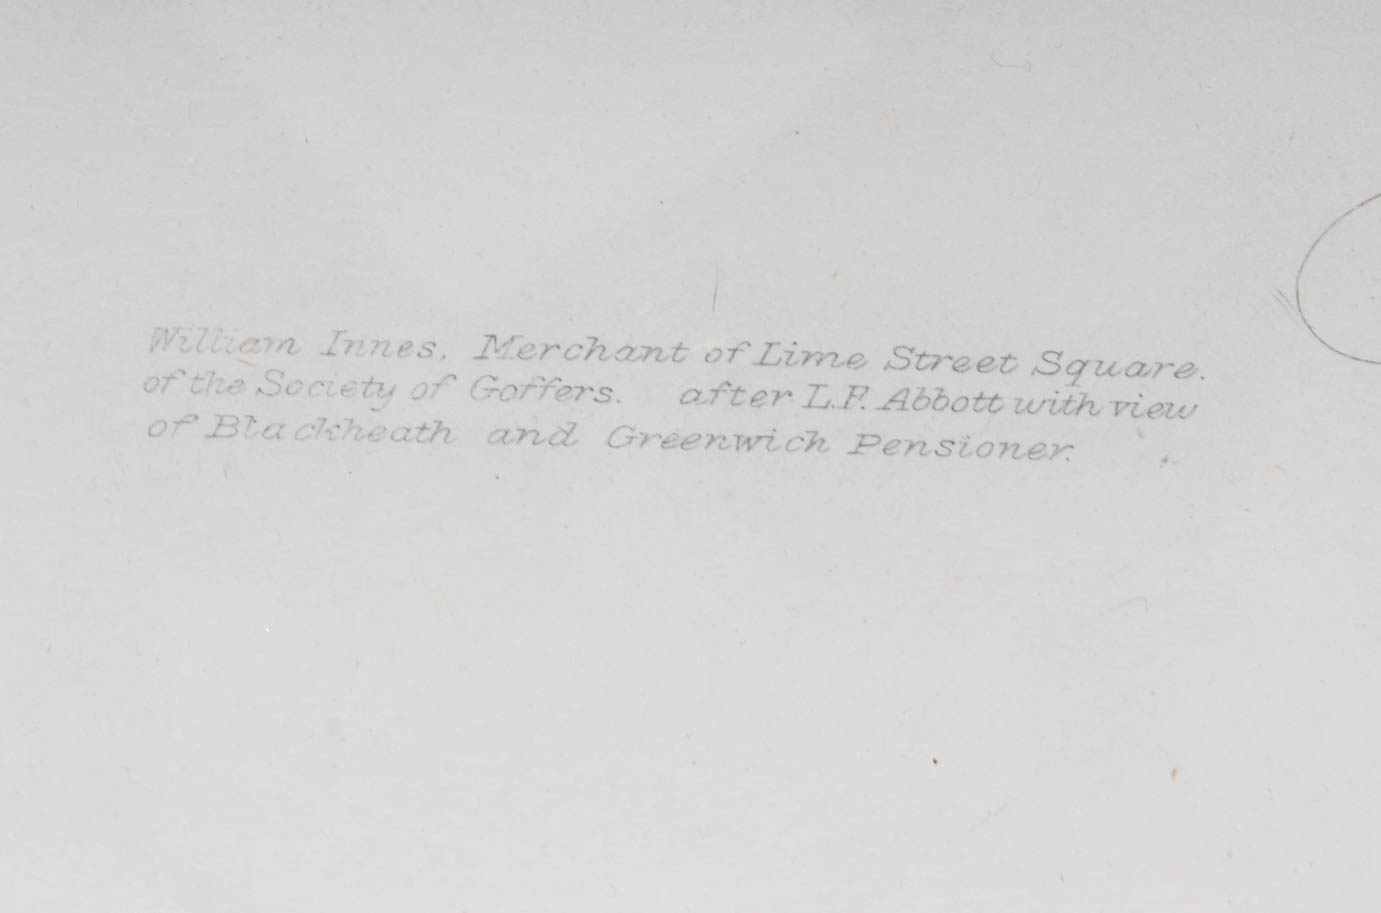 William Innes. Merchant of Lime Street Square.
of the Society of Goffers. after L.F. Abbott with view
of Blackheath and Greenwich Pensioner.